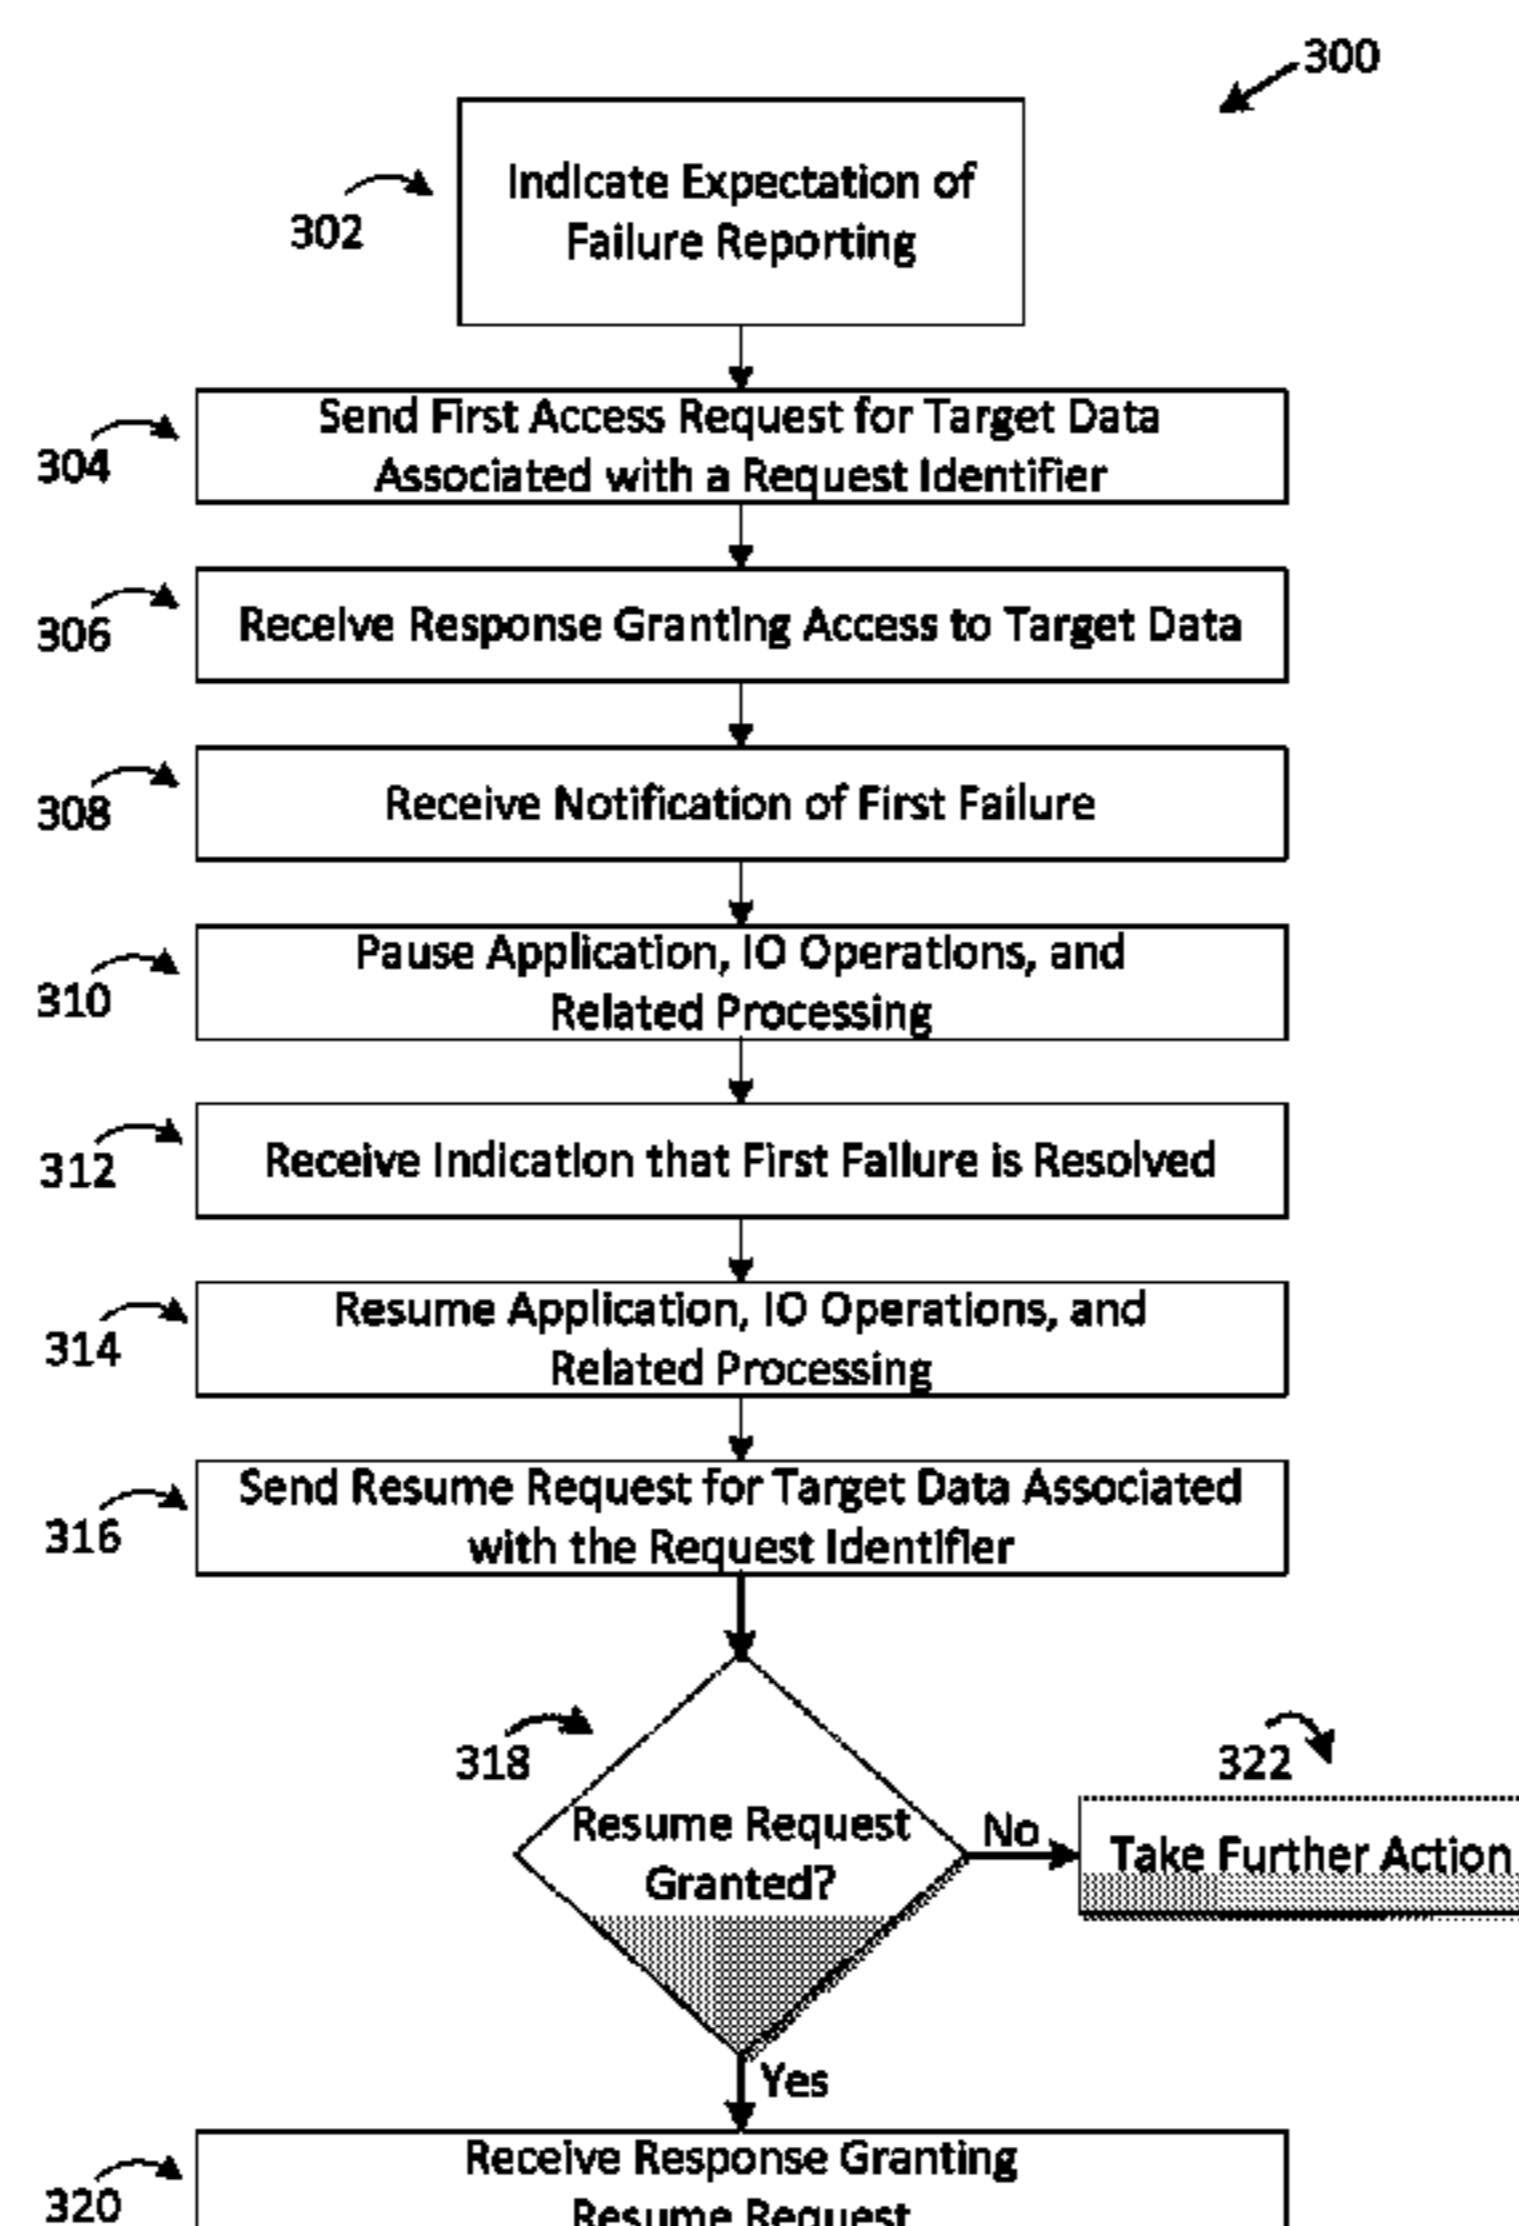 300
302
Indicate Expectation of
Failure Reporting
304
Send First Access Request for Target Data
Associated with a Request Identifier
306
Receive Response Granting Access to Target Data
308
Receive Notification of First Failure
310
Pause Application, IO Operations, and
Related Processing
312
Receive Indication that First Failure is Resolved
314
Resume Application, IO Operations, and
Related Processing
316
Send Resume Request for Target Data Associated
with the Request Identifier
318
Resume Request
Granted?
No
322
Take Further Action
Yes
320
Receive Response Granting
Resume Request